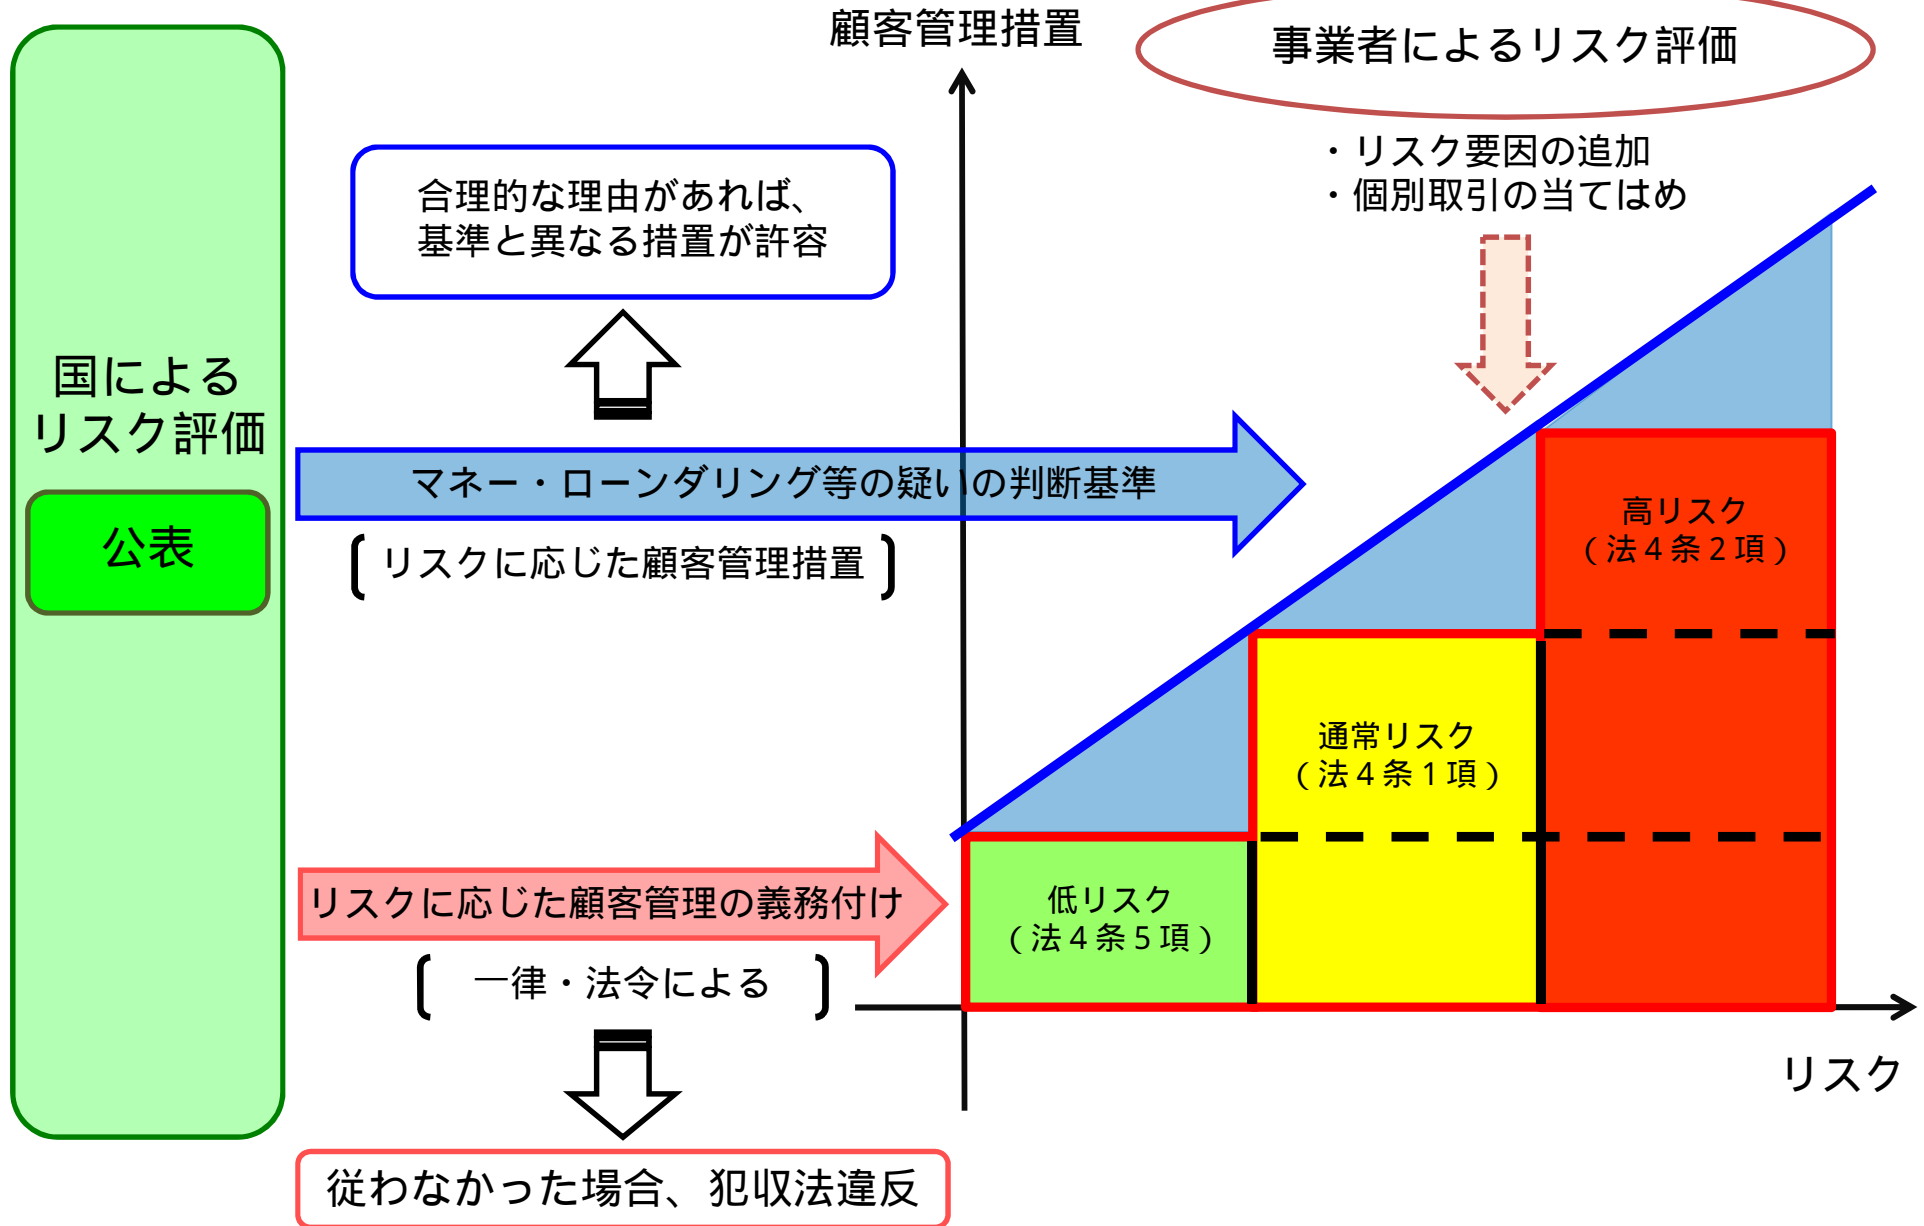 顧客管理措置
事業者によるリスク評価
・リスク要因の追加
・個別取引の当てはめ
合理的な理由があれば、
基準と異なる措置が許容
国による
リスク評価
公表
マネー・ローンダリング等の疑いの判断基準
リスクに応じた顧客管理措置
高リスク
（法４条２項）
通常リスク
（法４条１項）
低リスク
（法４条５項）
リスクに応じた顧客管理の義務付け
一律・法令による
リスク
従わなかった場合、犯収法違反